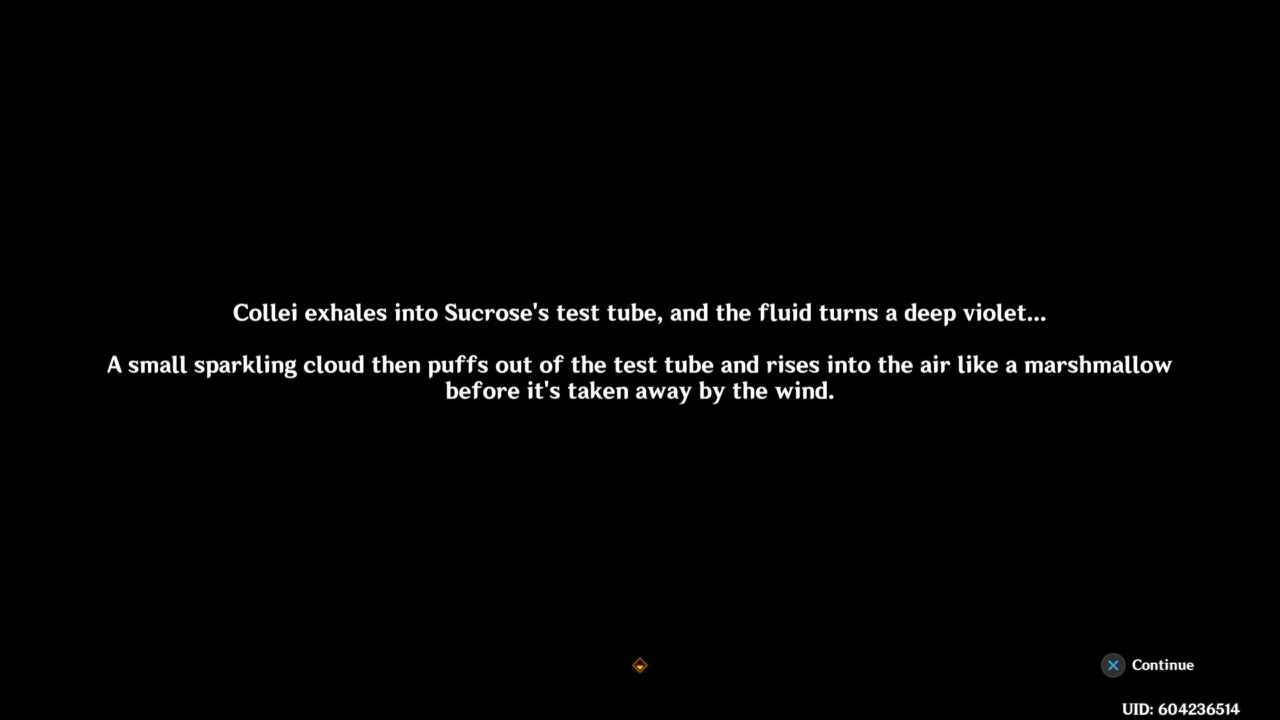 Collei exhales into Sucrose's test tube, and the fluid turns a deep violet...
A small sparkling cloud then puffs out of the test tube and rises into the air like a marshmallow
before it's taken away by the wind.
Continue
UID: 604236514